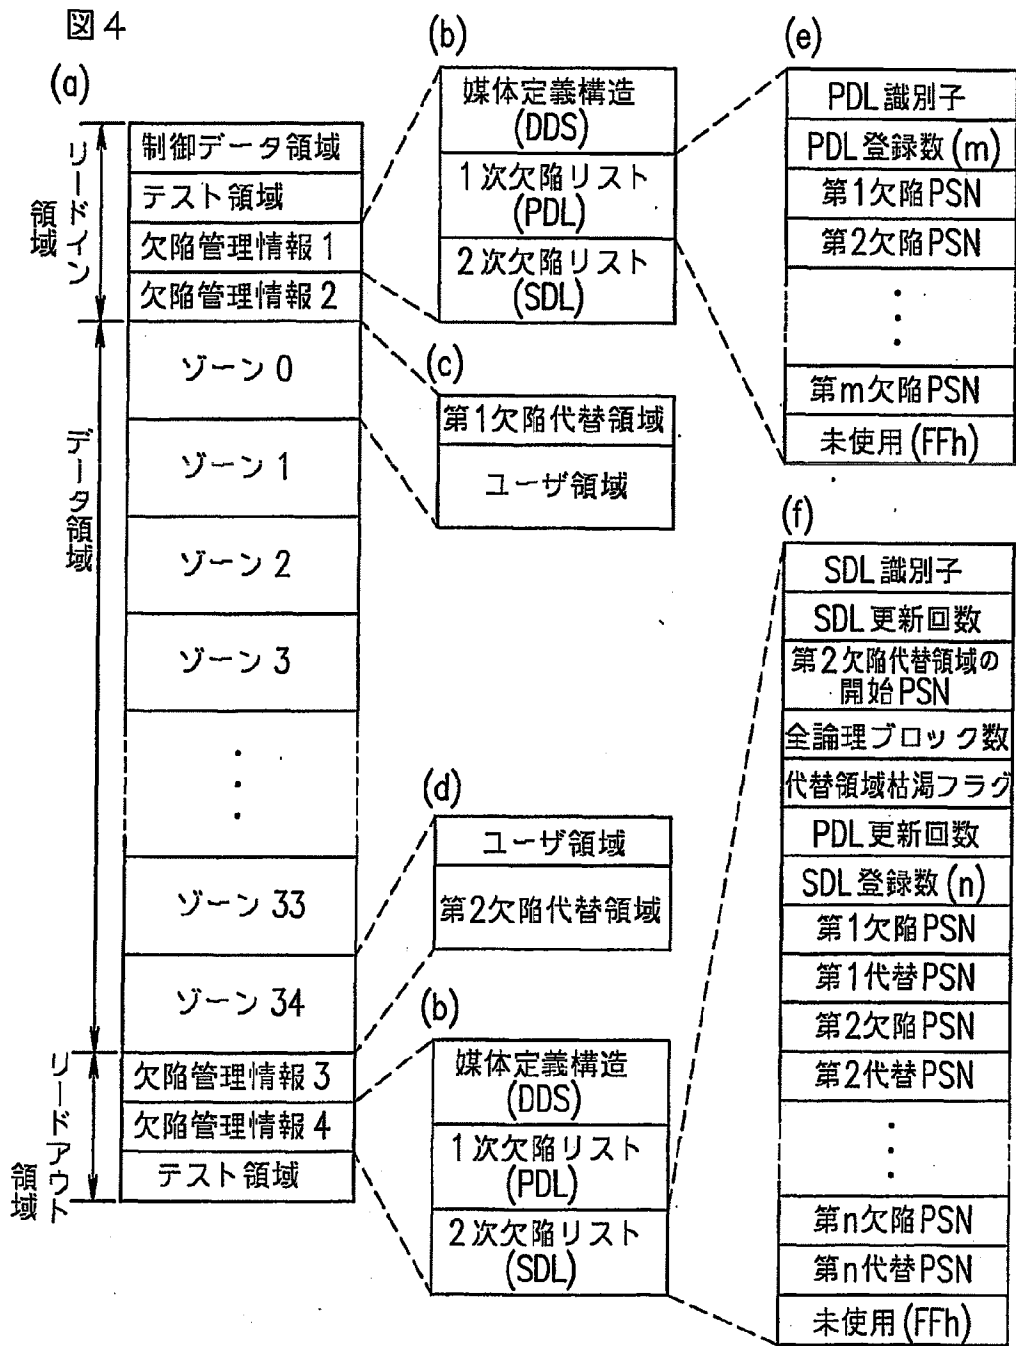 図4
(a)
リードイン
領域
制御データ領域
テスト領域
欠陥管理情報1
欠陥管理情報2
データ領域
ゾーン0
ゾーン1
ゾーン2
ゾーン3
ゾーン33
ゾーン34
リードアウト
領域
欠陥管理情報3
欠陥管理情報4
テスト領域
(b)
媒体定義構造
(DDS)
1次欠陥リスト
(PDL)
2次欠陥リスト
(SDL)
(c)
第1欠陥代替領域
ユーザ領域
(d)
ユーザ領域
第2欠陥代替領域
(b)
媒体定義構造
(DDS)
1次欠陥リスト
(PDL)
2次欠陥リスト
(SDL)
(e)
PDL識別子
PDL登録数(m)
第1欠陥PSN
第2欠陥PSN
第m欠陥PSN
未使用(FFh)
(f)
SDL識別子
SDL更新回数
第2欠陥代替領域の
開始PSN
全論理ブロック数
代替領域枯渇フラグ
PDL更新回数
SDL登録数(n)
第1欠陥PSN
第1代替PSN
第2欠陥PSN
第2代替PSN
第n欠陥PSN
第n代替PSN
未使用(FFh)